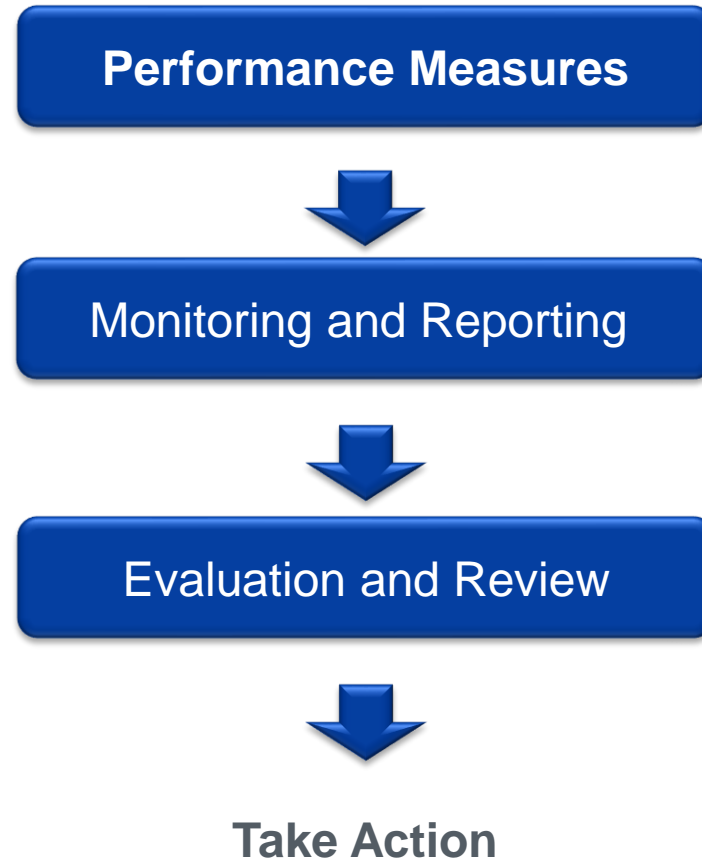 Performance Measures
Monitoring and Reporting
Evaluation and Review
Take Action